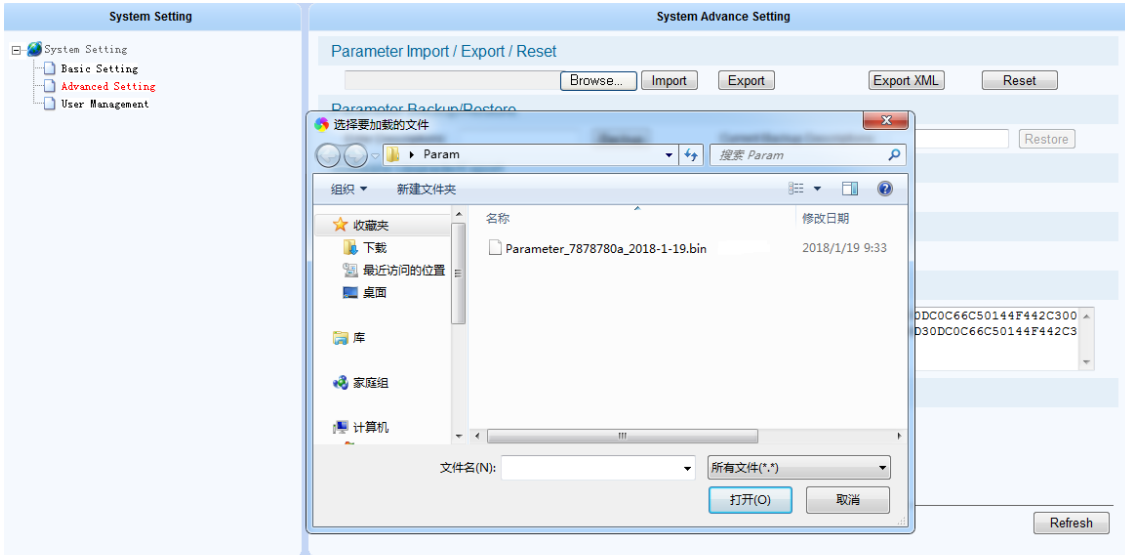 System Setting
System Advance Setting
System Setting
Basic Setting
Advanced Setting
User Management
Parameter Import / Export / Reset
Browse...
Import
Export
Export XML
Reset
Parameter Backup/Restore
Restore
选择要加载的文件
Param
搜索 Param
组织
新建文件夹
收藏夹
下载
最近访问的位置
桌面
库
家庭组
计算机
名称
修改日期
Parameter_7878780a_2018-1-19.bin
2018/1/19 9:33
0DC0C66C50144F442C300
D30DC0C66C50144F442C3
文件名(N):
所有文件(*.*)
打开(O)
取消
Refresh